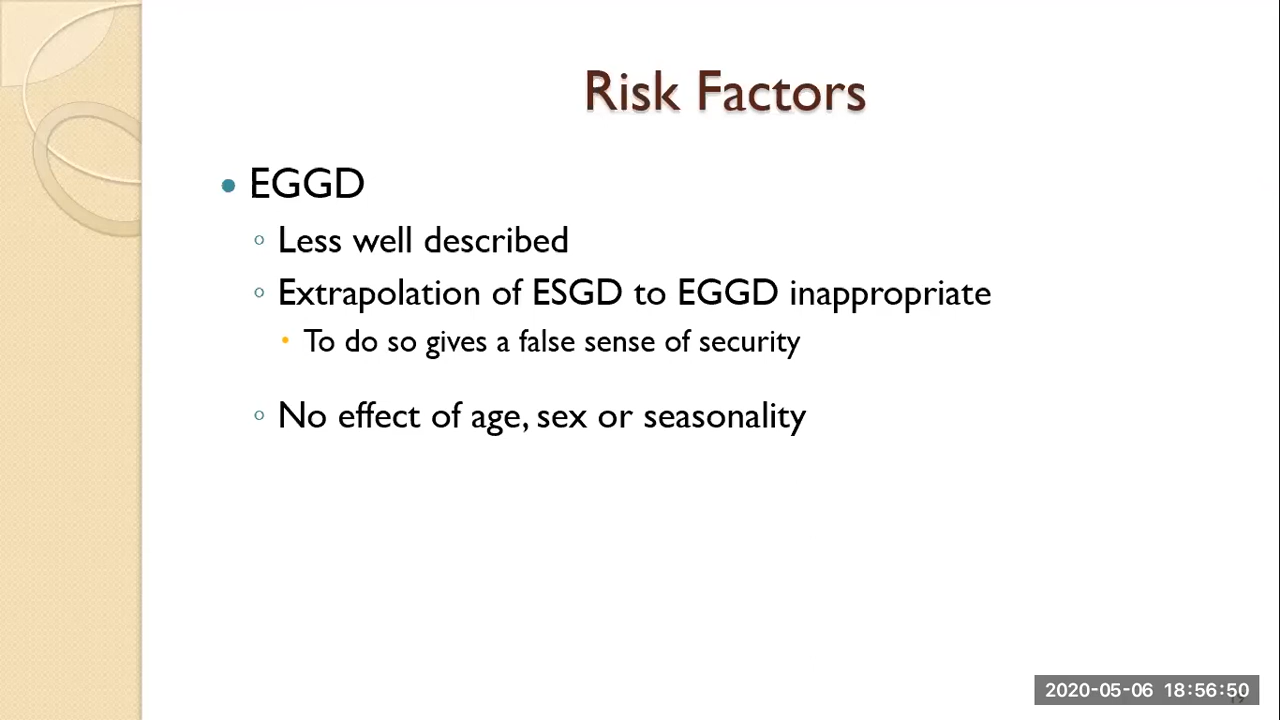 Risk Factors
• EGGD
◦ Less well described
◦ Extrapolation of ESGD to EGGD inappropriate
• To do so gives a false sense of security
◦ No effect of age, sex or seasonality
2020-05-06 18:56:50